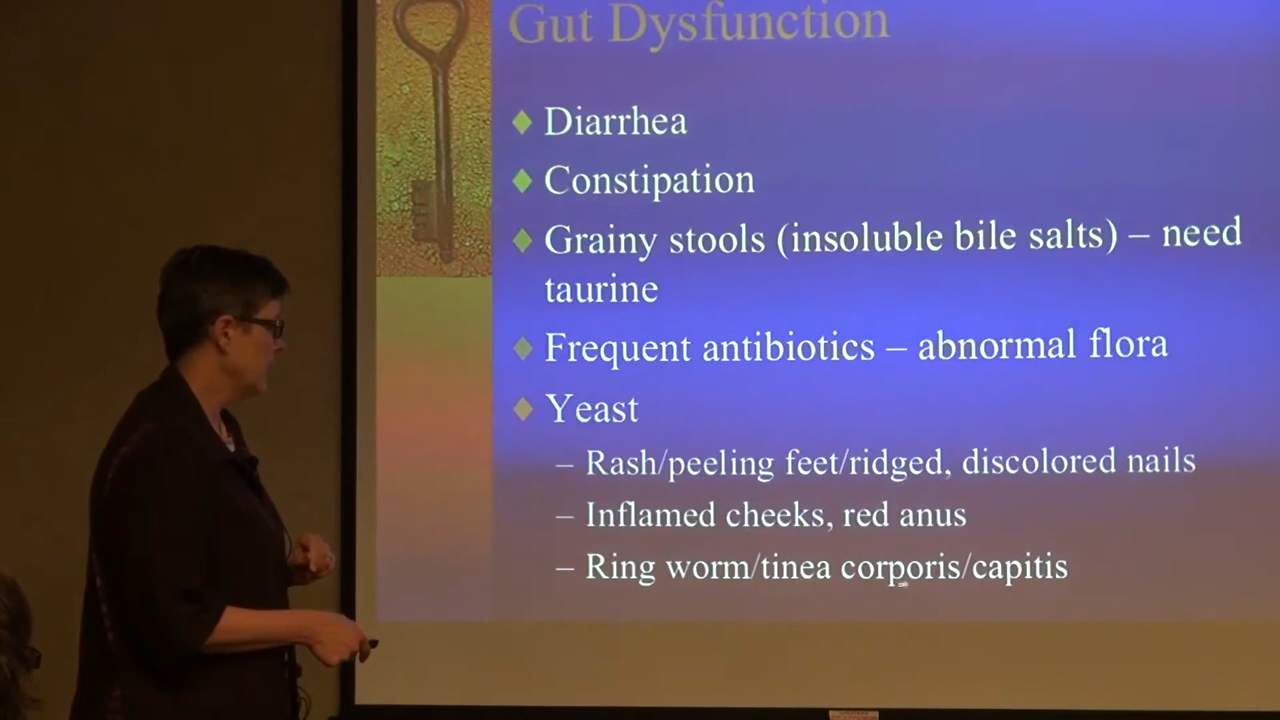 Gut Dysfunction
Diarrhea
Constipation
Grainy stools (insoluble bile salts) – need
taurine
Frequent antibiotics – abnormal flora
Yeast
– Rash/peeling feet/ridged, discolored nails
– Inflamed cheeks, red anus
– Ring worm/tinea corporis/capitis